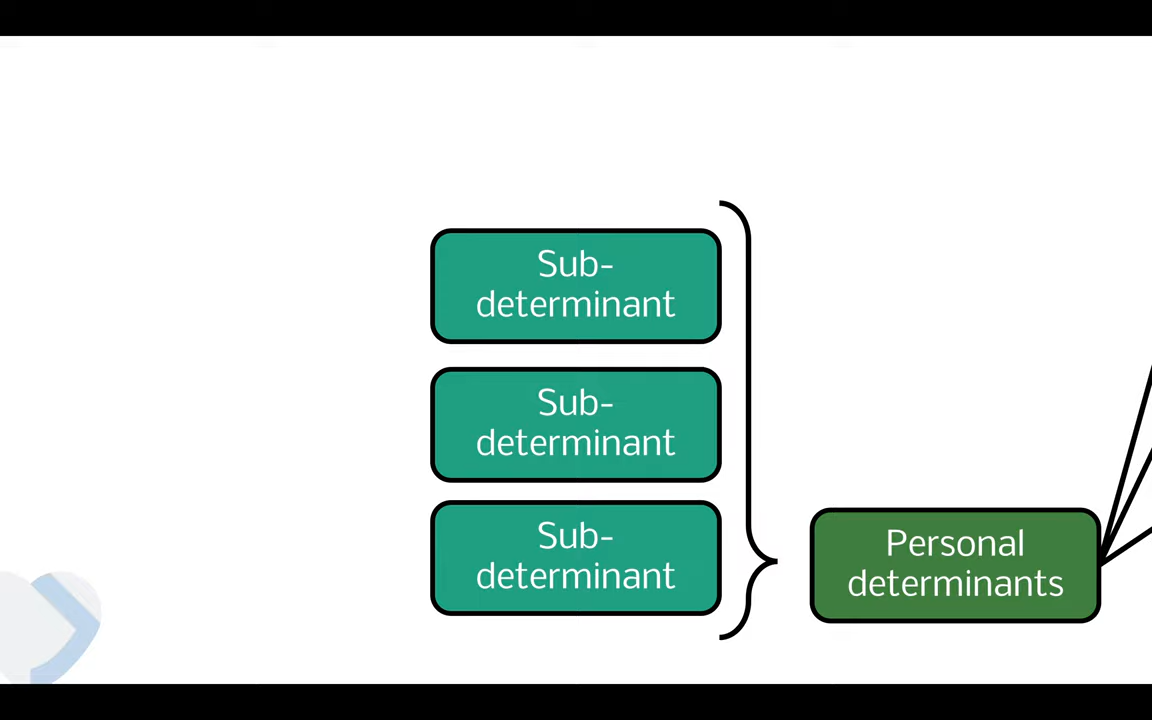 Sub-
determinant
Sub-
determinant
Sub-
determinant
Personal
determinants